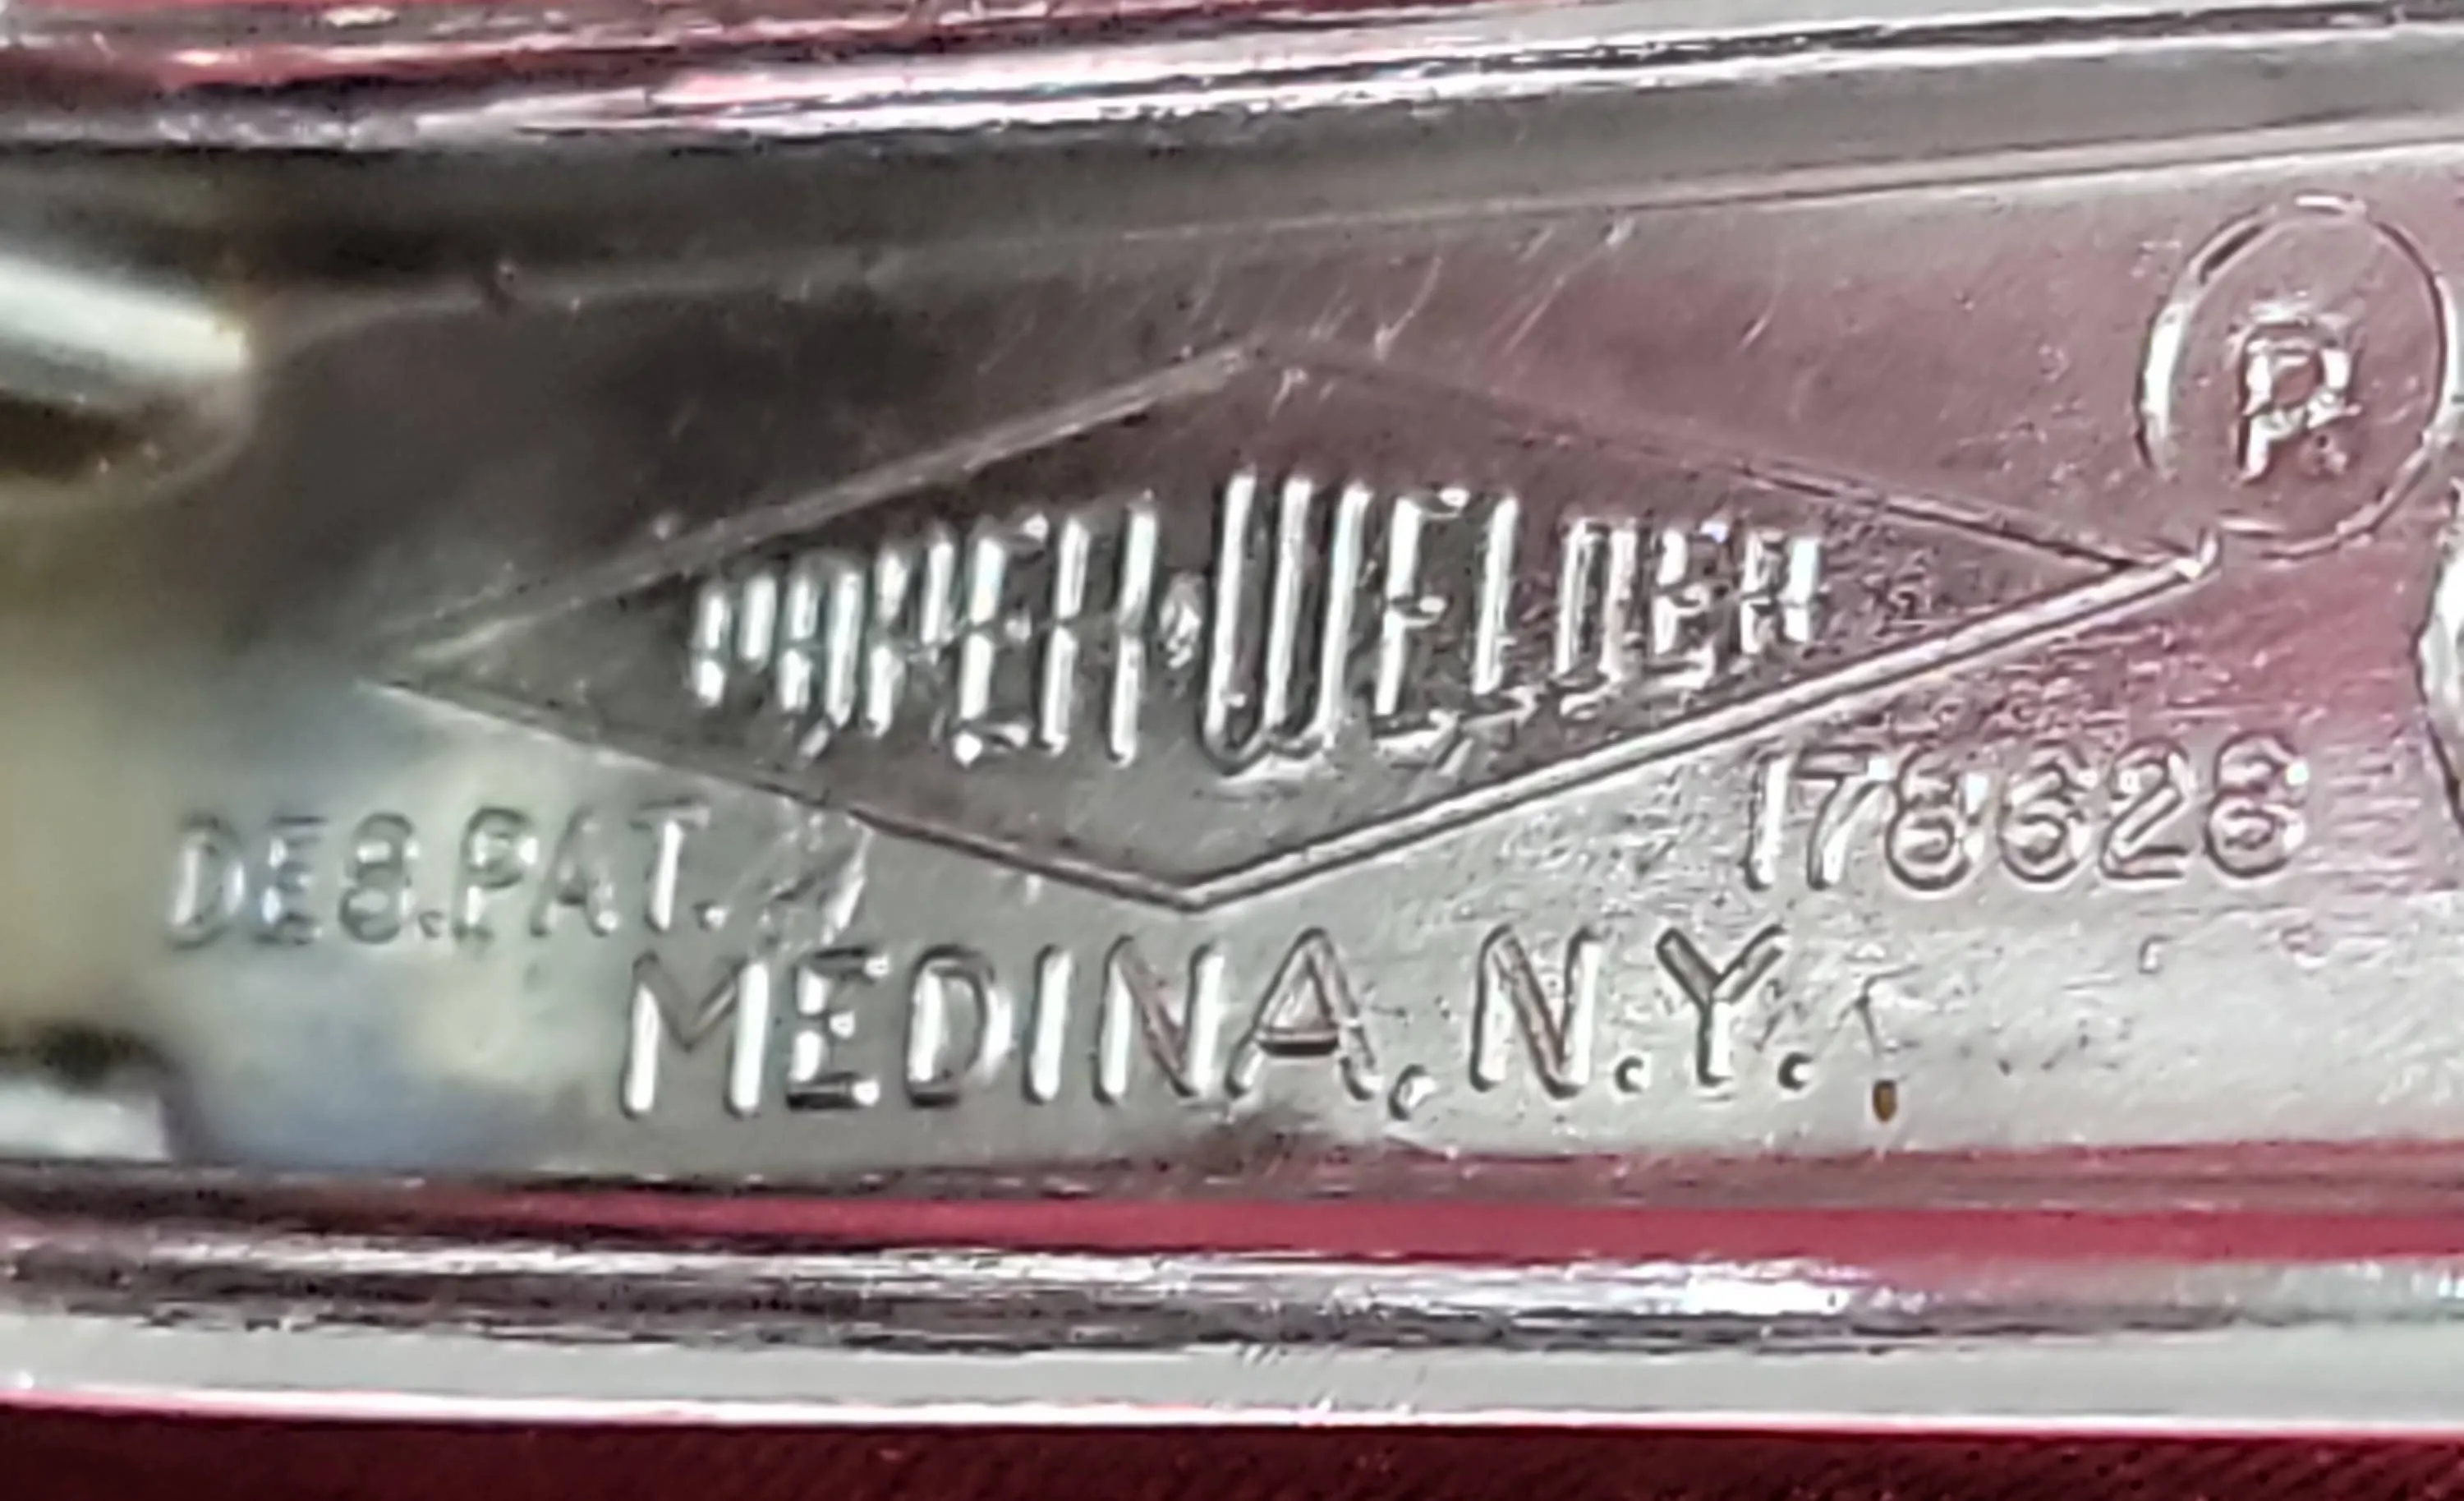 ®
PAPER-WELDER
DES.PAT. 178628
MEDINA, N.Y.